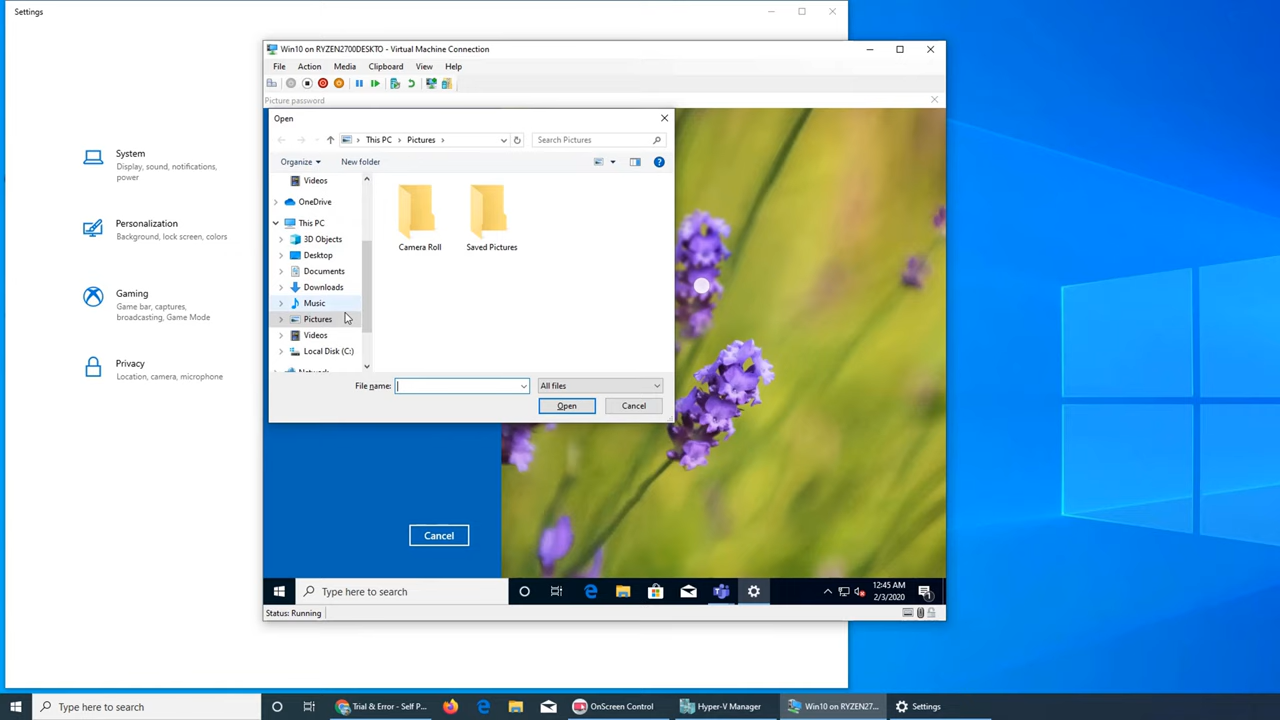 Settings
System
Display, sound, notifications,
power
Personalization
Background, lock screen, colors
Gaming
Game bar, captures,
broadcasting, Game Mode
Privacy
Location, camera, microphone
Win10 on RYZEN2700DESKTO - Virtual Machine Connection
File Action Media Clipboard View Help
Picture password
Open
This PC > Pictures >
Search Pictures
Organize
New folder
Videos
OneDrive
This PC
3D Objects
Desktop
Documents
Downloads
Music
Pictures
Videos
Local Disk (C:)
Network
Camera Roll
Saved Pictures
File name:
All files
Open
Cancel
Cancel
Type here to search
12:45 AM
2/3/2020
1
Status: Running
Type here to search
Trial & Error - Self P...
OnScreen Control
Hyper-V Manager
Win10 on RYZEN27...
Settings